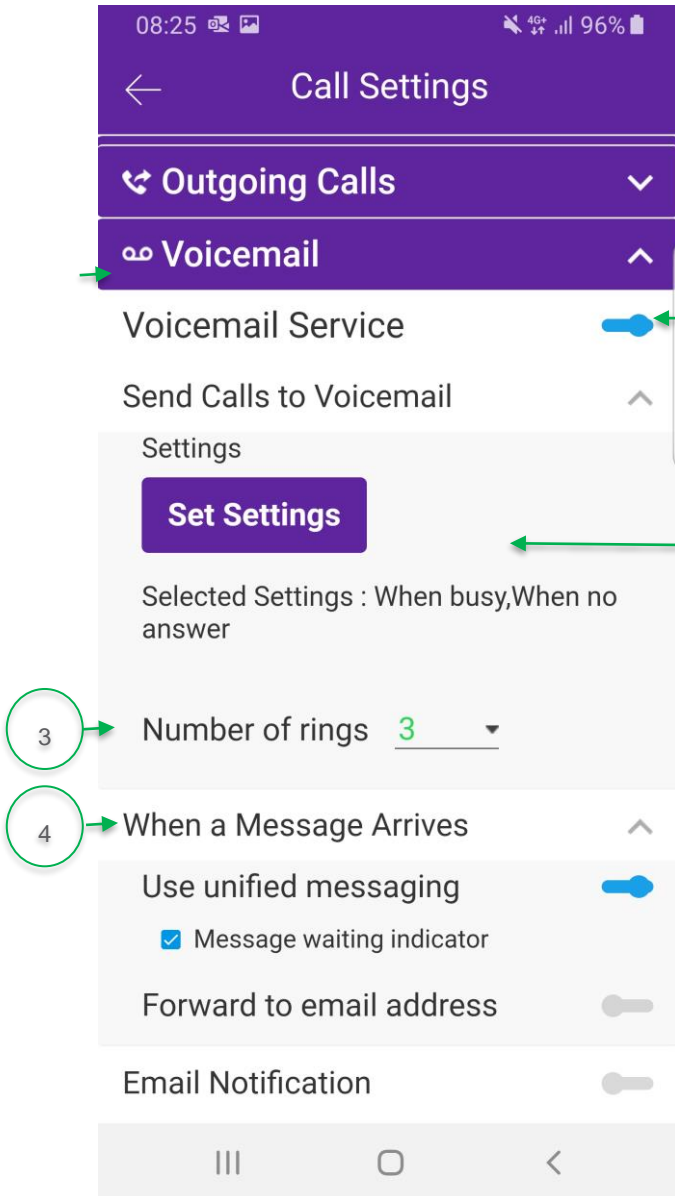 08:25 4G+ 96%
Call Settings
Outgoing Calls
Voicemail
Voicemail Service
Send Calls to Voicemail
Settings
Set Settings
Selected Settings : When busy,When no
answer
3 Number of rings 3
4 When a Message Arrives
Use unified messaging
Message waiting indicator
Forward to email address
Email Notification